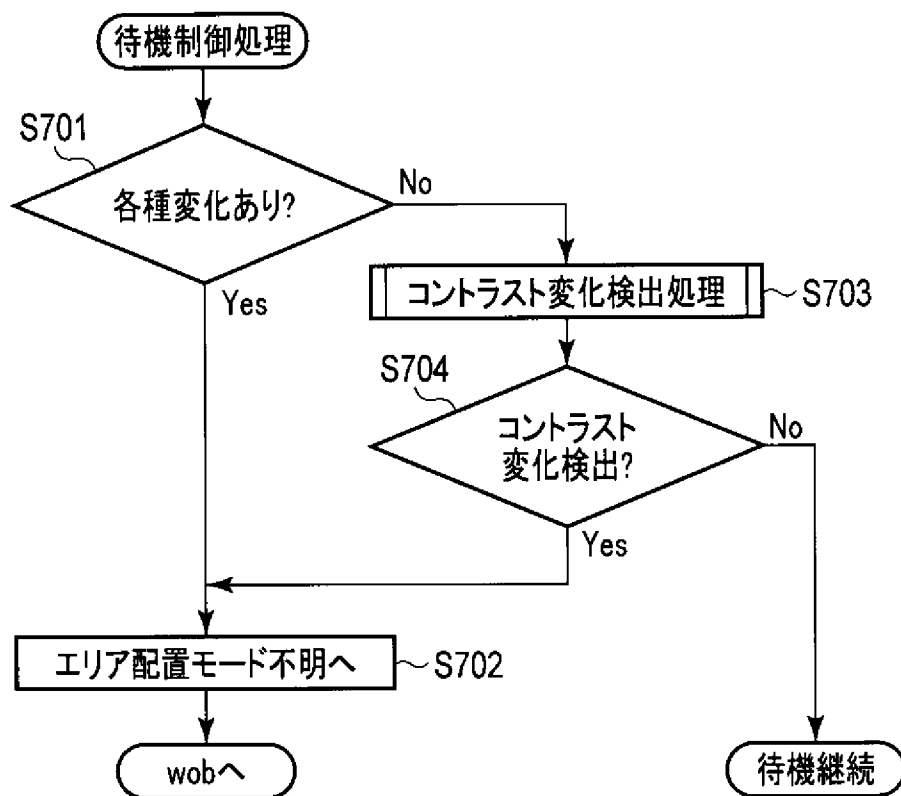 待機制御処理
S701
各種変化あり?
No
Yes
コントラスト変化検出処理
S703
S704
コントラスト
変化検出?
No
Yes
エリア配置モード不明へ
S702
wobへ
待機継続